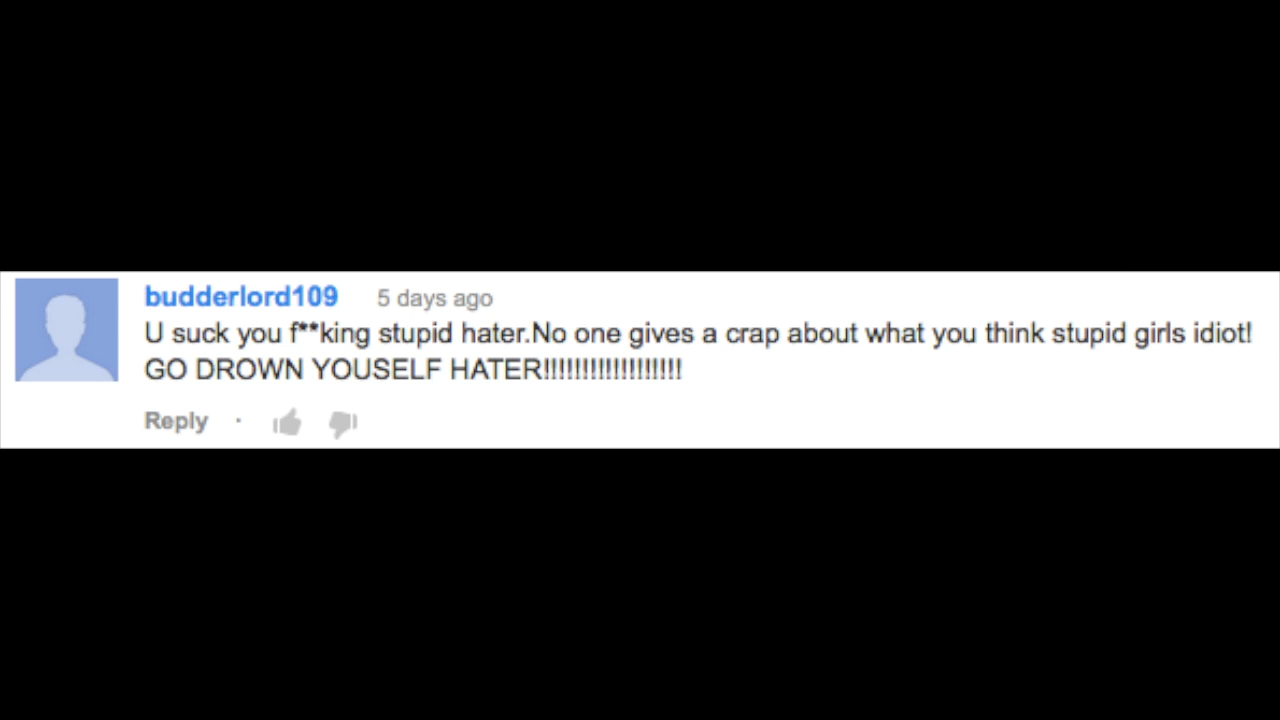 budderlord109 5 days ago
U suck you f**king stupid hater.No one gives a crap about what you think stupid girls idiot!
GO DROWN YOUSELF HATER!!!!!!!!!!!!!!!!!!
Reply ·